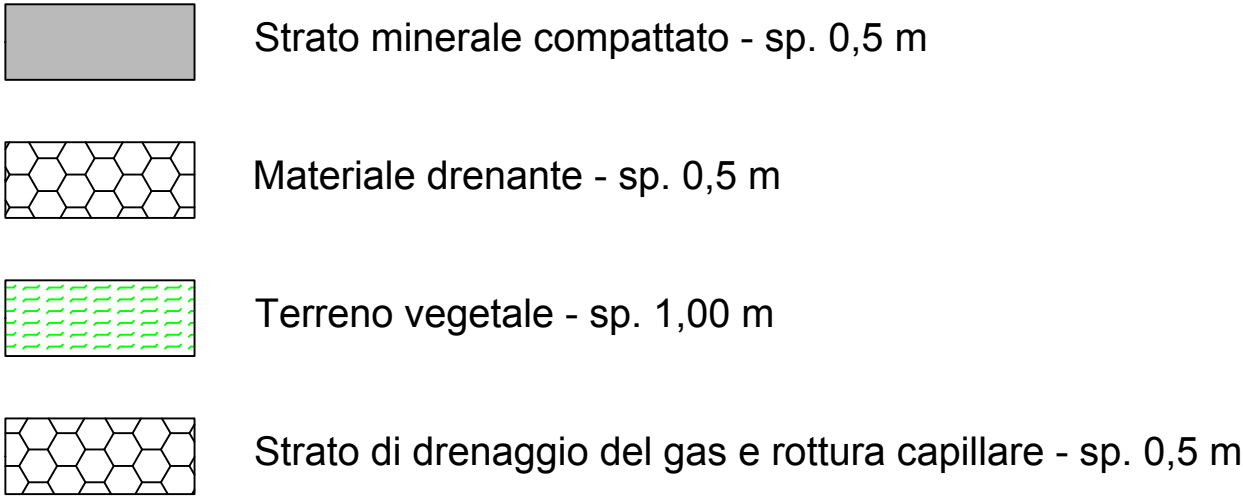 Strato minerale compattato - sp. 0,5 m
Materiale drenante - sp. 0,5 m
Terreno vegetale - sp. 1,00 m
Strato di drenaggio del gas e rottura capillare - sp. 0,5 m